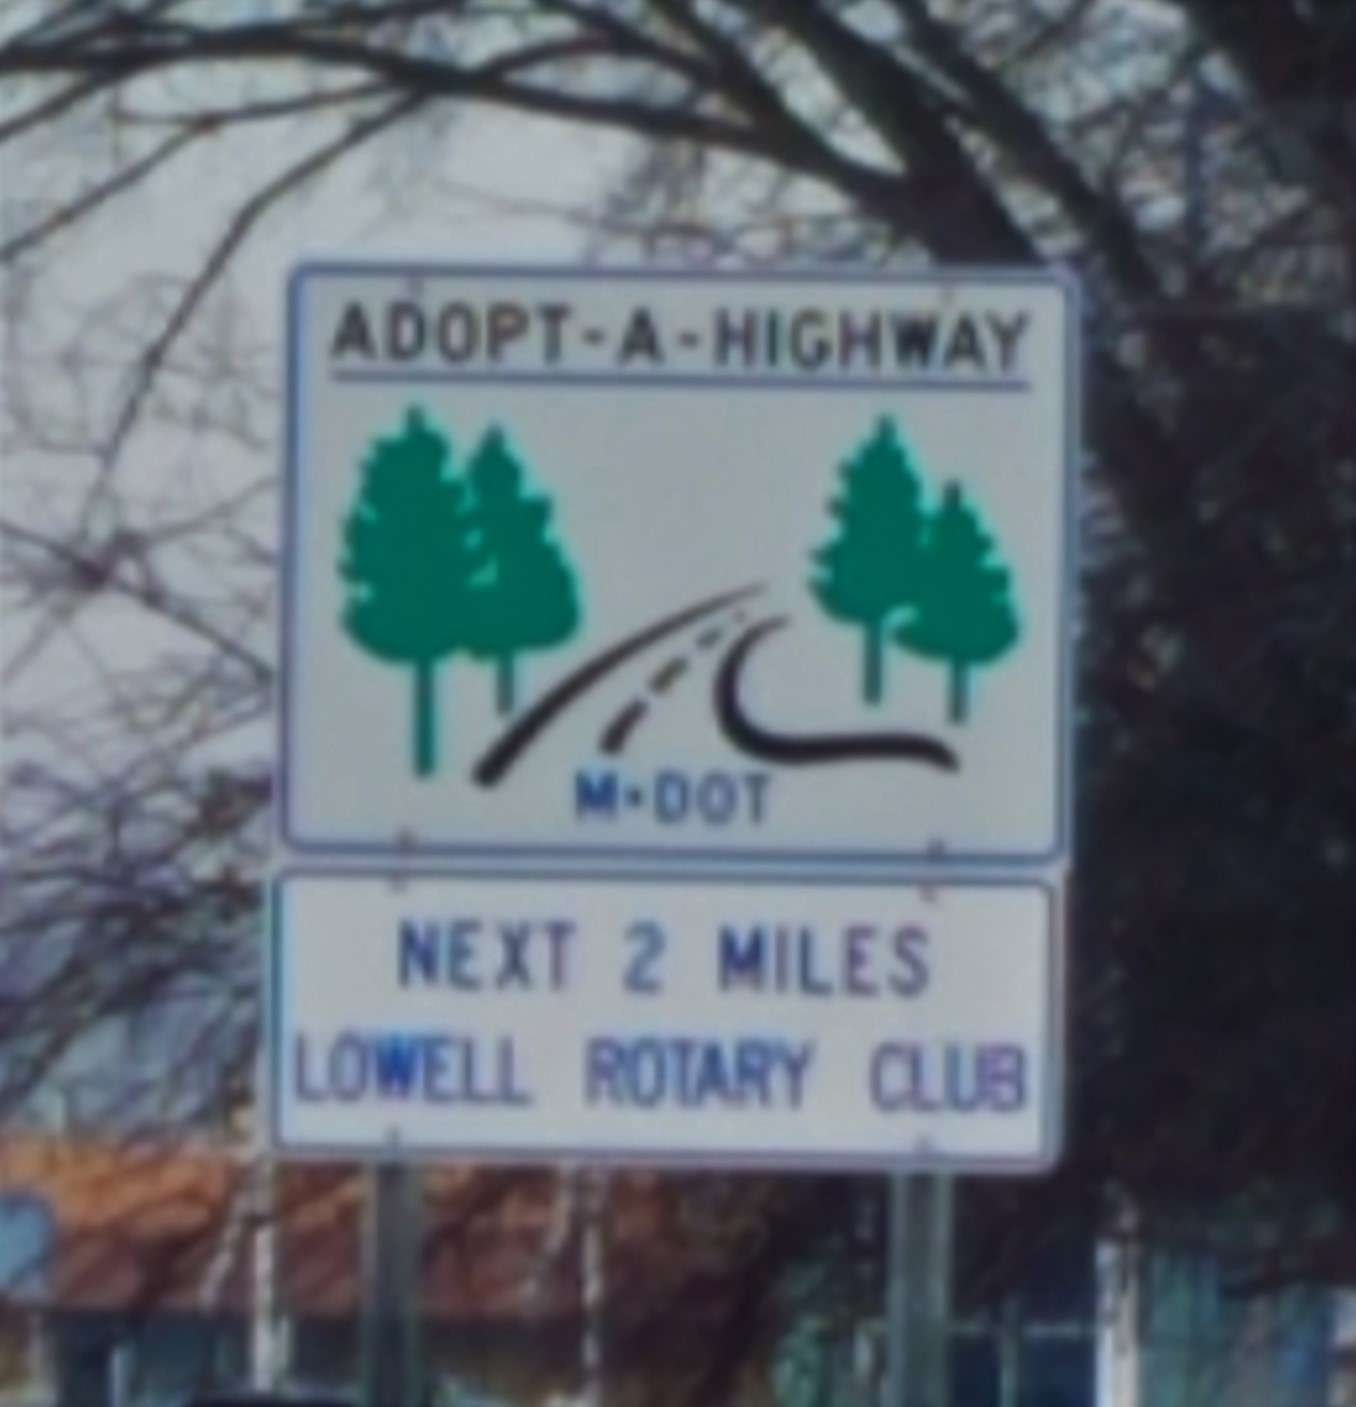 ADOPT-A-HIGHWAY
M•DOT
NEXT 2 MILES
LOWELL ROTARY CLUB